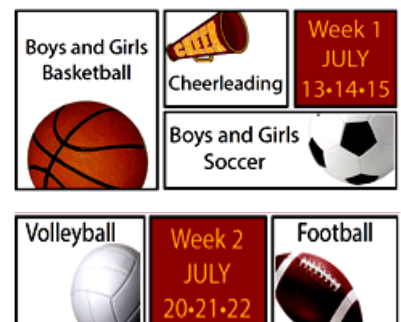 Boys and Girls
Basketball
CHEER
Cheerleading
Week 1
JULY
13•14•15
Boys and Girls
Soccer
Volleyball
Week 2
JULY
20•21•22
Football